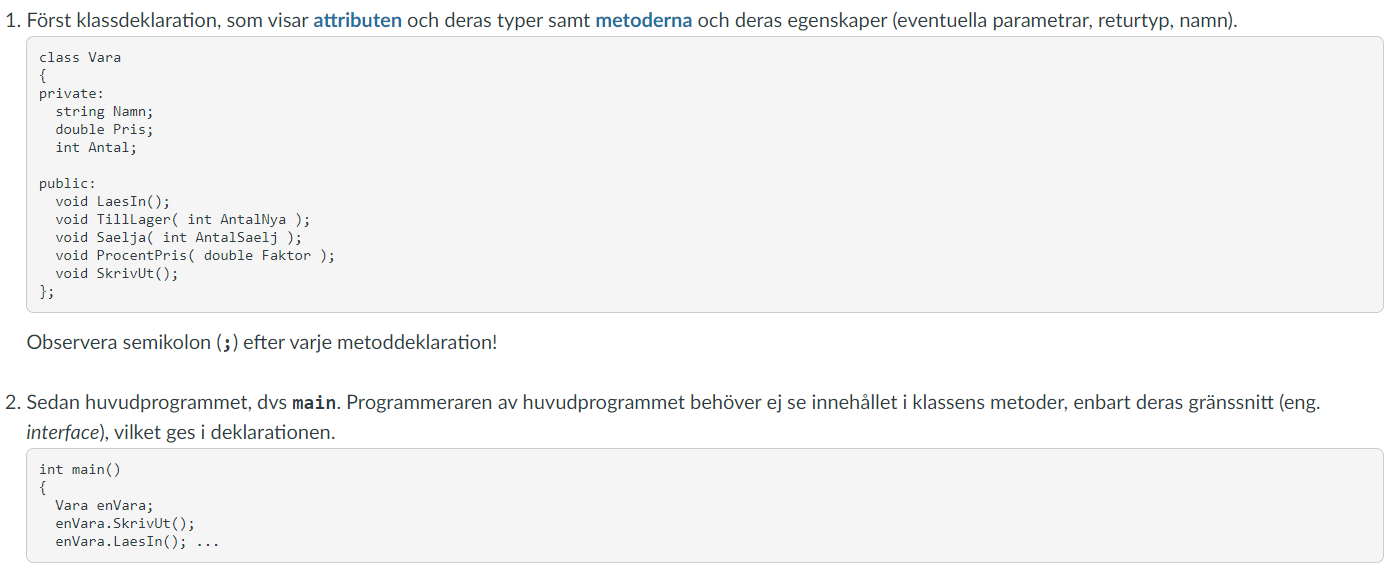 1. Först klassdeklaration, som visar attributen och deras typer samt metoderna och deras egenskaper (eventuella parametrar, returtyp, namn).
class Vara
{
private:
  string Namn;
  double Pris;
  int Antal;

public:
  void LaesIn();
  void TillLager( int AntalNya );
  void Saelja( int AntalSaelj );
  void ProcentPris( double Faktor );
  void SkrivUt();
};
Observera semikolon (;) efter varje metoddeklaration!
2. Sedan huvudprogrammet, dvs main. Programmeraren av huvudprogrammet behöver ej se innehållet i klassens metoder, enbart deras gränssnitt (eng.
interface), vilket ges i deklarationen.
int main()
{
  Vara enVara;
  enVara.SkrivUt();
  enVara.LaesIn(); ...